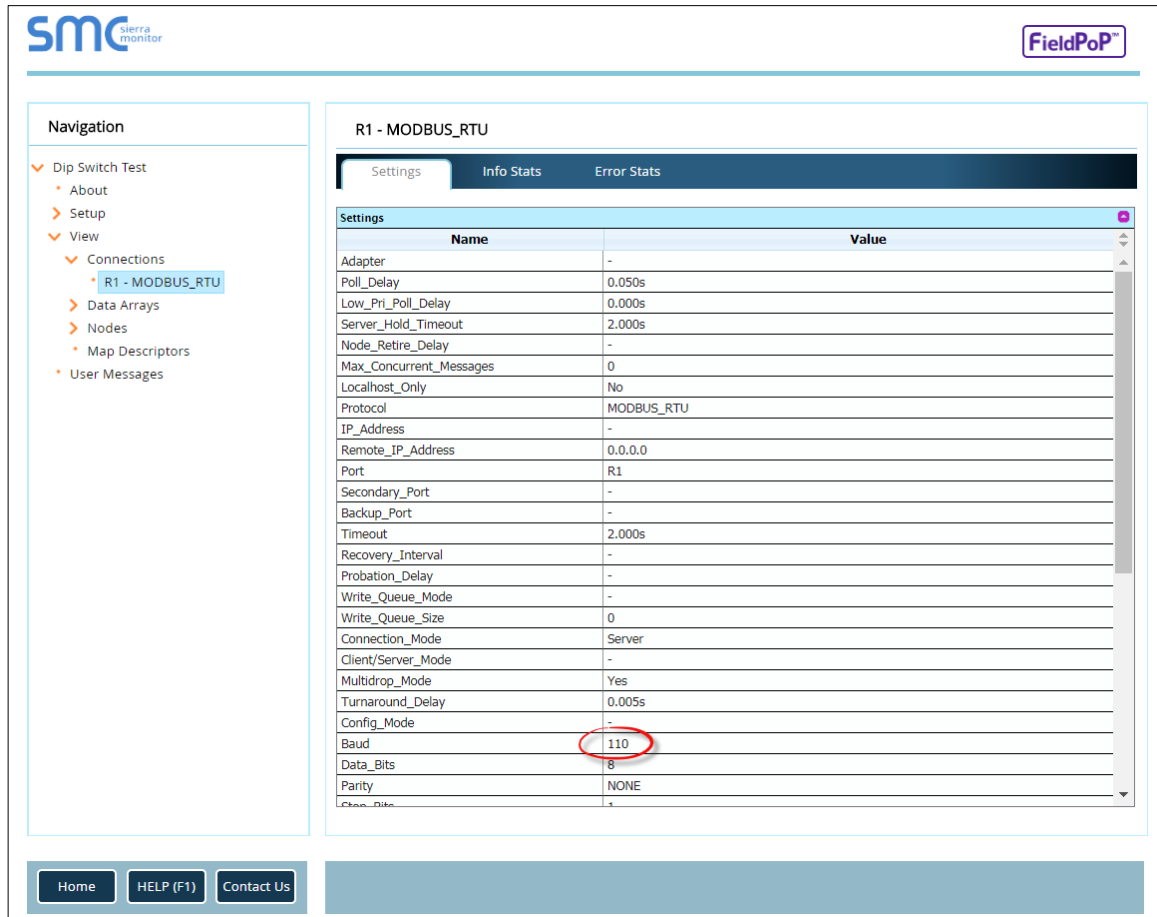 SMC sierra monitor
FieldPoP™
Navigation
Dip Switch Test
About
Setup
View
Connections
R1 - MODBUS_RTU
Data Arrays
Nodes
Map Descriptors
User Messages
R1 - MODBUS_RTU
Settings Info Stats Error Stats
Settings
Name Value
Adapter -
Poll_Delay 0.050s
Low_Pri_Poll_Delay 0.000s
Server_Hold_Timeout 2.000s
Node_Retire_Delay -
Max_Concurrent_Messages 0
Localhost_Only No
Protocol MODBUS_RTU
IP_Address -
Remote_IP_Address 0.0.0.0
Port R1
Secondary_Port -
Backup_Port -
Timeout 2.000s
Recovery_Interval -
Probation_Delay -
Write_Queue_Mode -
Write_Queue_Size 0
Connection_Mode Server
Client/Server_Mode -
Multidrop_Mode Yes
Turnaround_Delay 0.005s
Config_Mode -
Baud 110
Data_Bits 8
Parity NONE
Stop_Bits 1
Home HELP (F1) Contact Us